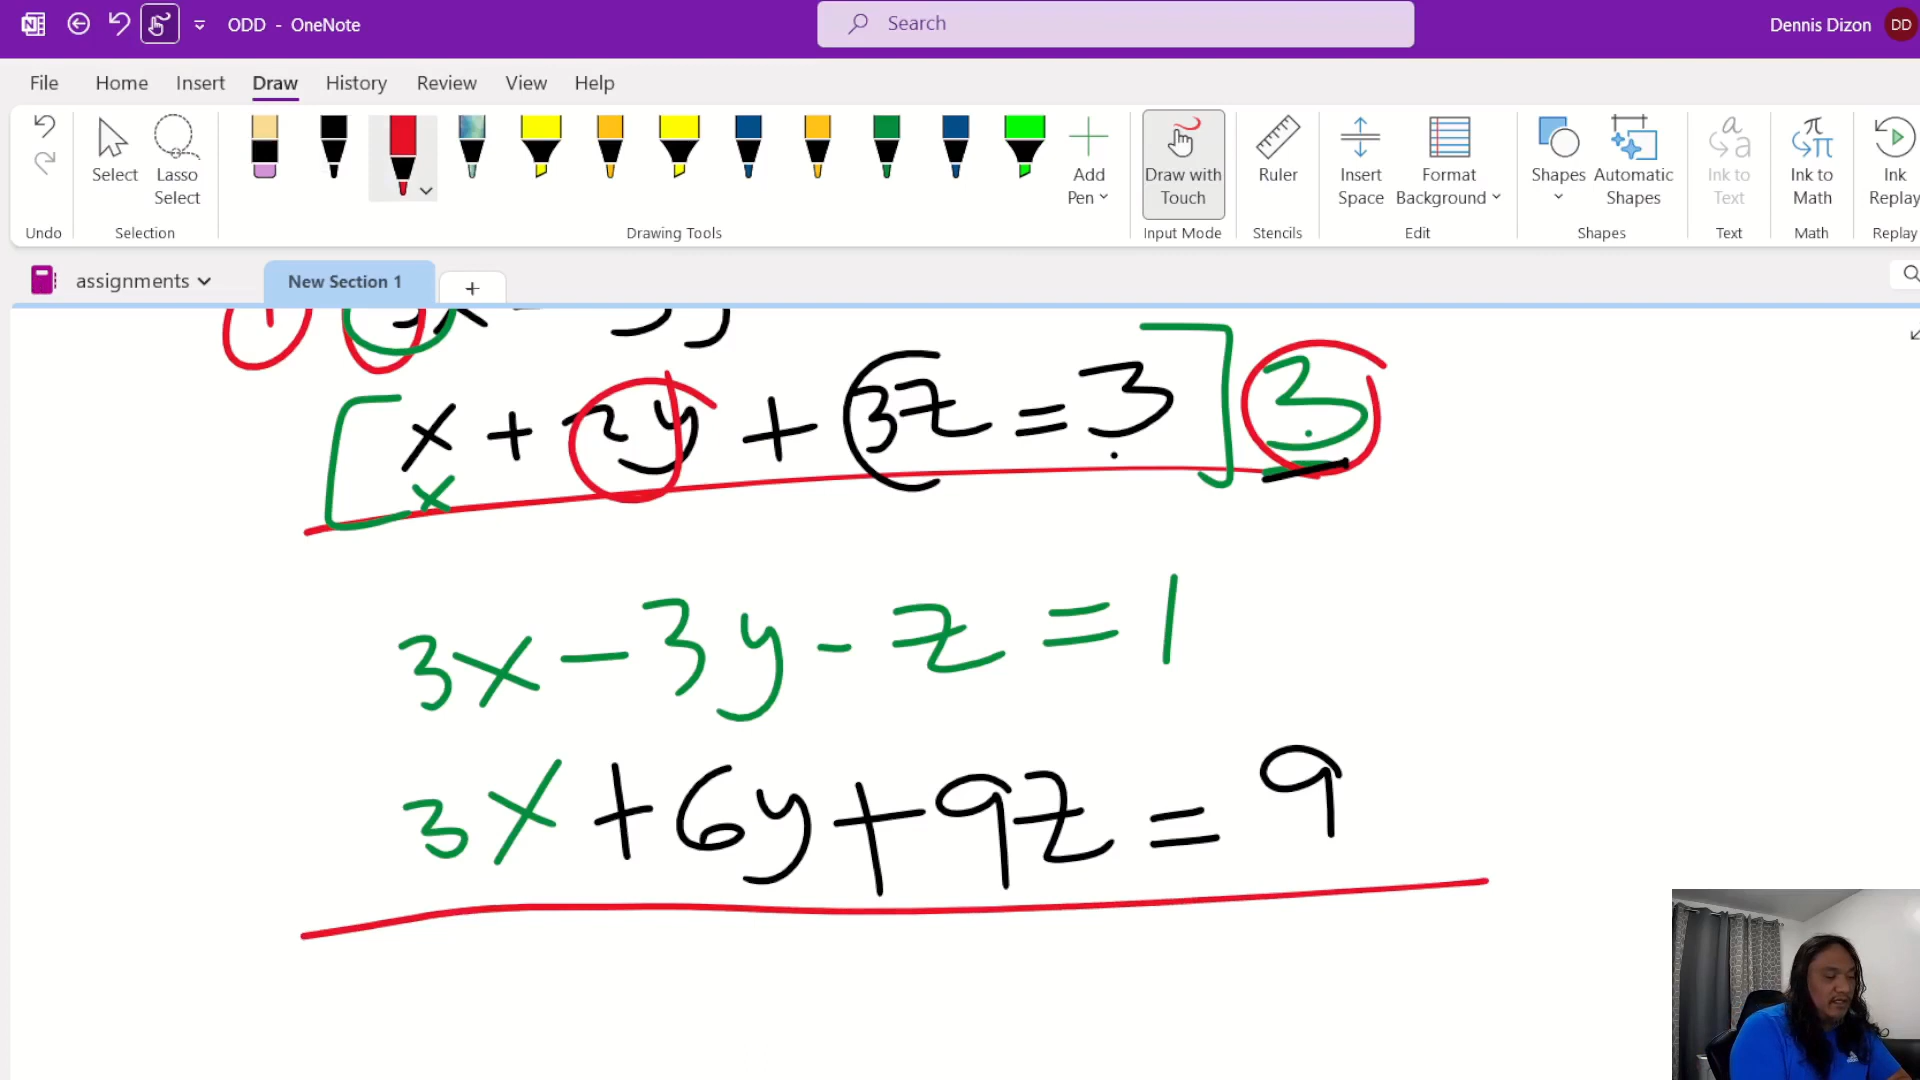 ODD - OneNote
Search
Dennis Dizon
DD
File Home Insert Draw History Review View Help
Select
Lasso Select
Add Pen
Draw with Touch
Ruler
Insert Space
Format Background
Shapes
Automatic Shapes
Ink to Text
Ink to Math
Ink Replay
Undo Selection Drawing Tools Input Mode Stencils Edit Shapes Text Math Replay
assignments
New Section 1
+
[x + 2y + 3z = 3] 3
x
3x - 3y - z = 1
3x + 6y + 9z = 9